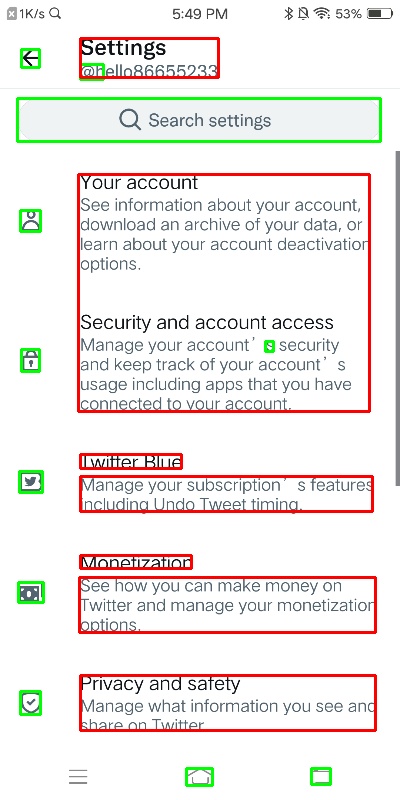 1K/s 5:49 PM 53%
Settings
@hello86655233
Search settings
Your account
See information about your account,
download an archive of your data, or
learn about your account deactivation
options.
Security and account access
Manage your account's security
and keep track of your account's
usage including apps that you have
connected to your account.
Twitter Blue
Manage your subscription's features
including Undo Tweet timing.
Monetization
See how you can make money on
Twitter and manage your monetization
options.
Privacy and safety
Manage what information you see and
share on Twitter.